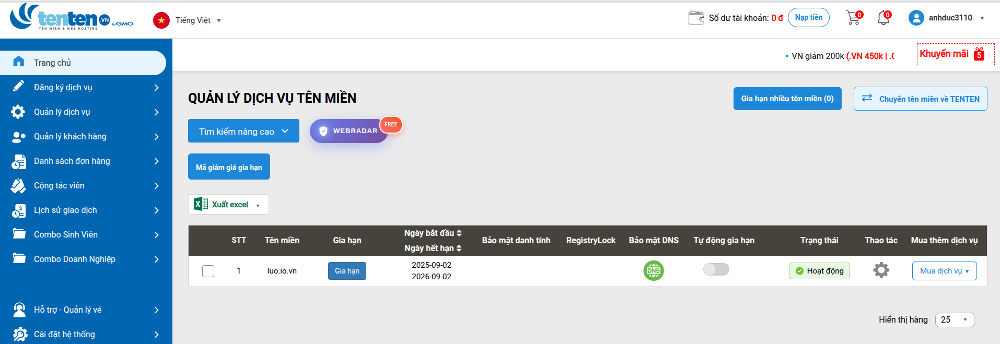 tenten.VN by GMO
TÊN MIỀN & WEB HOSTING
Tiếng Việt
Số dư tài khoản: 0 đ
Nạp tiền
0
0
anhduc3110
Trang chủ
Đăng ký dịch vụ
Quản lý dịch vụ
Quản lý khách hàng
Danh sách đơn hàng
Cộng tác viên
Lịch sử giao dịch
Combo Sinh Viên
Combo Doanh Nghiệp
Hỗ trợ - Quản lý vé
Cài đặt hệ thống
VN giảm 200k (.VN 450k | .
Khuyến mãi 5
QUẢN LÝ DỊCH VỤ TÊN MIỀN
Gia hạn nhiều tên miền (0)
Chuyển tên miền về TENTEN
Tìm kiếm nâng cao
WEBRADAR
FREE
Mã giảm giá gia hạn
Xuất excel
STT Tên miền Gia hạn Ngày bắt đầu Ngày hết hạn Bảo mật danh tính RegistryLock Bảo mật DNS Tự động gia hạn Trạng thái Thao tác Mua thêm dịch vụ
1 luo.io.vn Gia hạn 2025-09-02 2026-09-02 DNS Hoạt động Mua dịch vụ
Hiển thị hàng 25